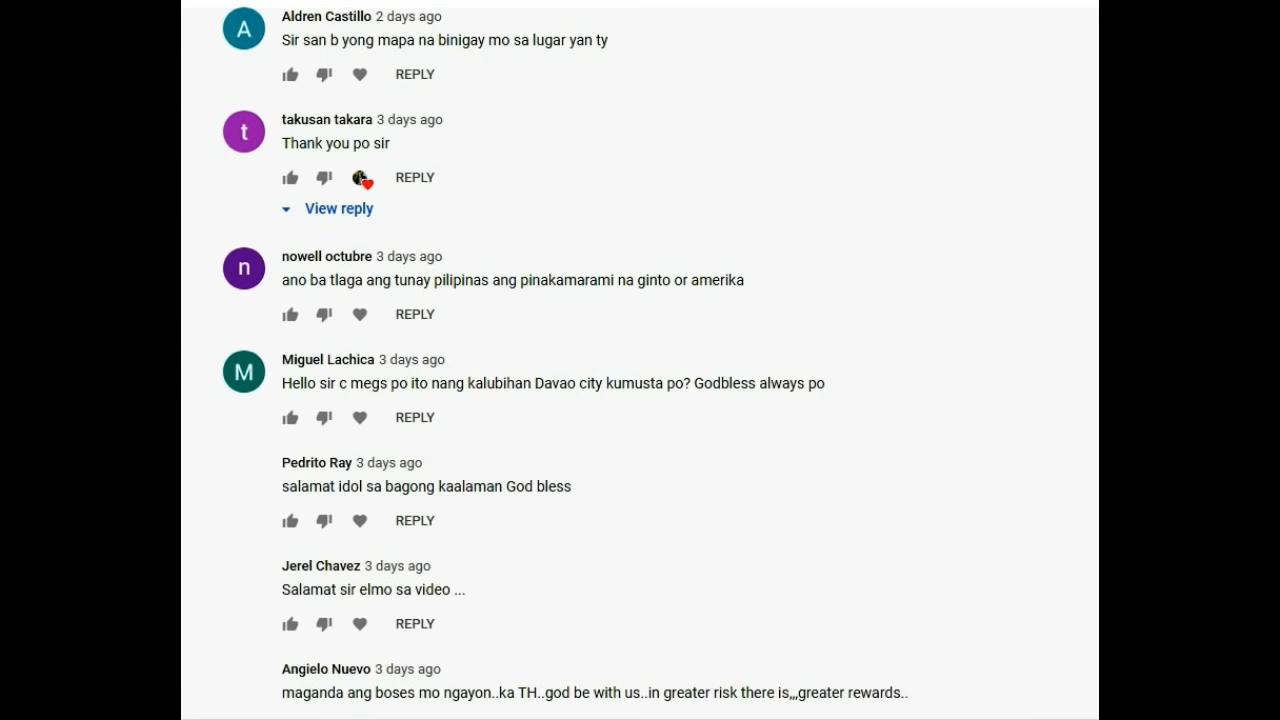 A
Aldren Castillo 2 days ago
Sir san b yong mapa na binigay mo sa lugar yan ty
REPLY
t
takusan takara 3 days ago
Thank you po sir
REPLY
View reply
n
nowell octubre 3 days ago
ano ba tlaga ang tunay pilipinas ang pinakamarami na ginto or amerika
REPLY
M
Miguel Lachica 3 days ago
Hello sir c megs po ito nang kalubihan Davao city kumusta po? Godbless always po
REPLY
Pedrito Ray 3 days ago
salamat idol sa bagong kaalaman God bless
REPLY
Jerel Chavez 3 days ago
Salamat sir elmo sa video ...
REPLY
Angielo Nuevo 3 days ago
maganda ang boses mo ngayon..ka TH..god be with us..in greater risk there is,,,greater rewards..